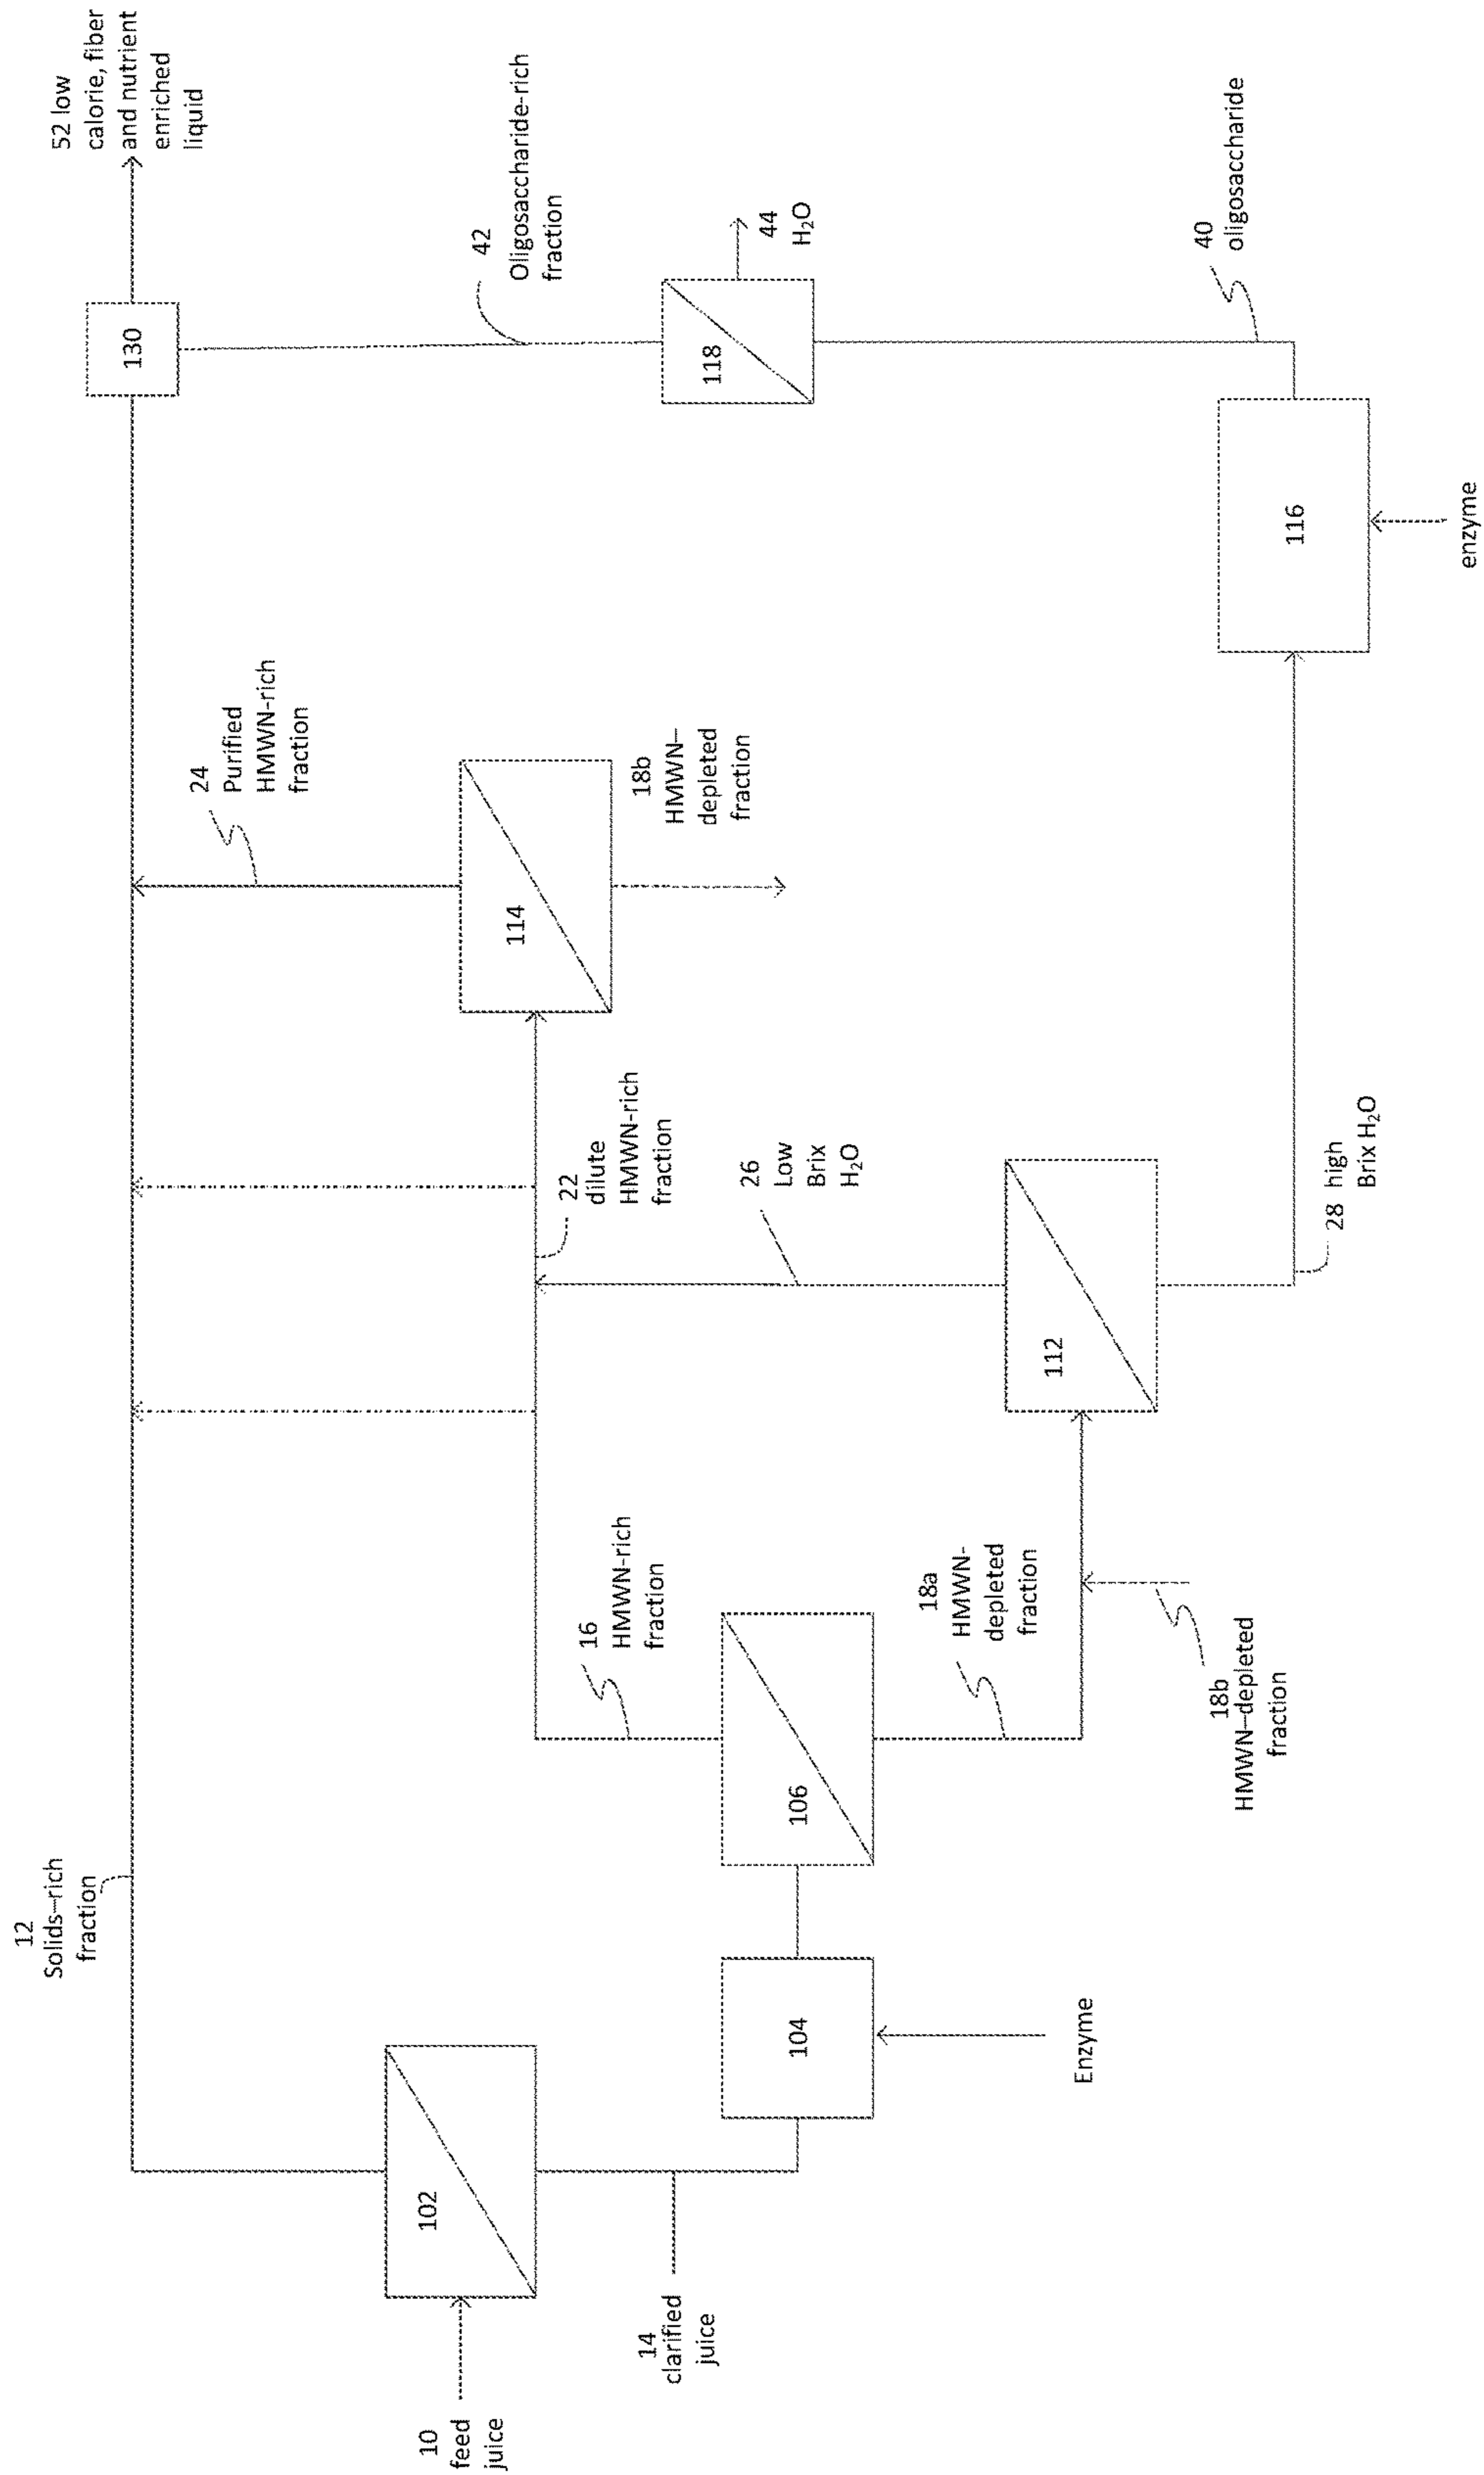 12
Solids–rich
fraction
52 low
calorie, fiber
and nutrient
enriched
liquid
130
24
Purified
HMWN-rich
fraction
42
Oligosaccharide-rich
fraction
10
feed
juice
102
14
clarified
juice
16
HMWN-rich
fraction
22
dilute
HMWN-rich
fraction
114
18b
HMWN–
depleted
fraction
118
44
H₂O
104
Enzyme
106
18a
HMWN-
depleted
fraction
26
Low
Brix
H₂O
112
18b
HMWN–depleted
fraction
28 high
Brix H₂O
116
enzyme
40
oligosaccharide